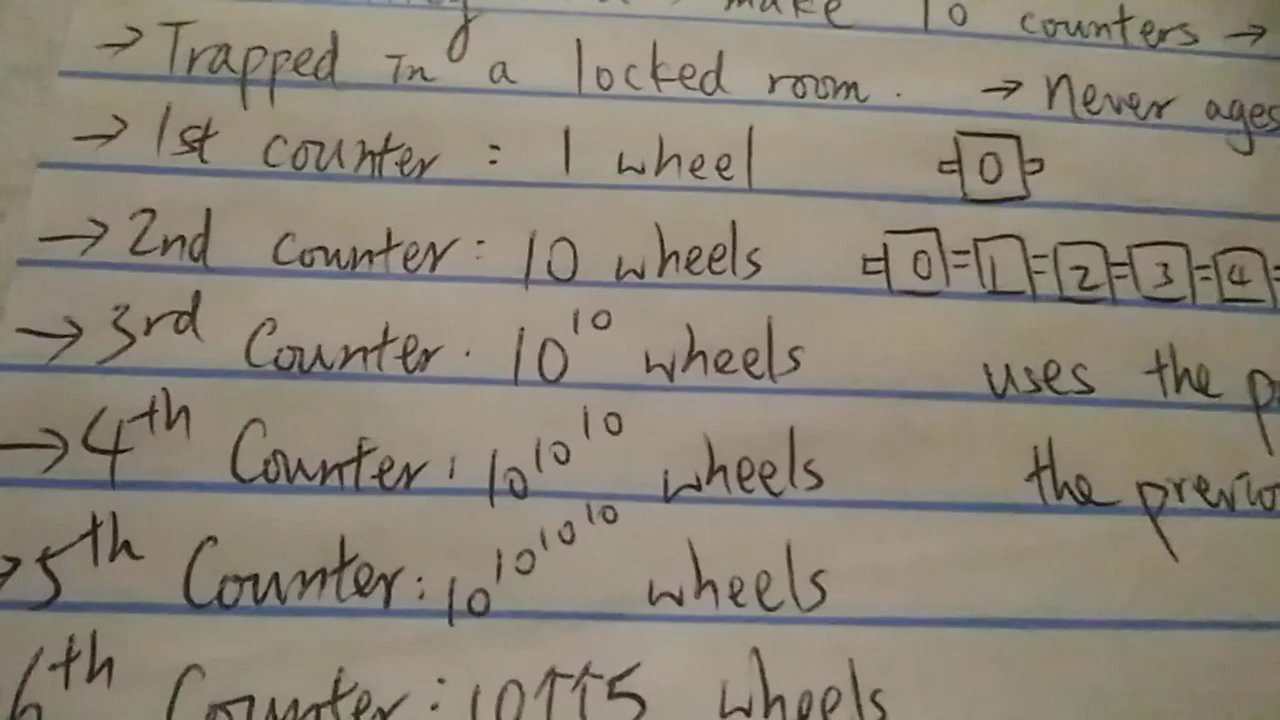 make 10 counters →
→ Trapped in a locked room. → Never ages
→ 1st counter : 1 wheel 0
→ 2nd counter : 10 wheels 0 = 1 = 2 = 3 = 4
→ 3rd Counter. 10^10 wheels uses the
→ 4th Counter : 10^10^10 wheels the
→ 5th Counter : 10^10^10^10 wheels
6th Counter : 10↑↑5 wheels